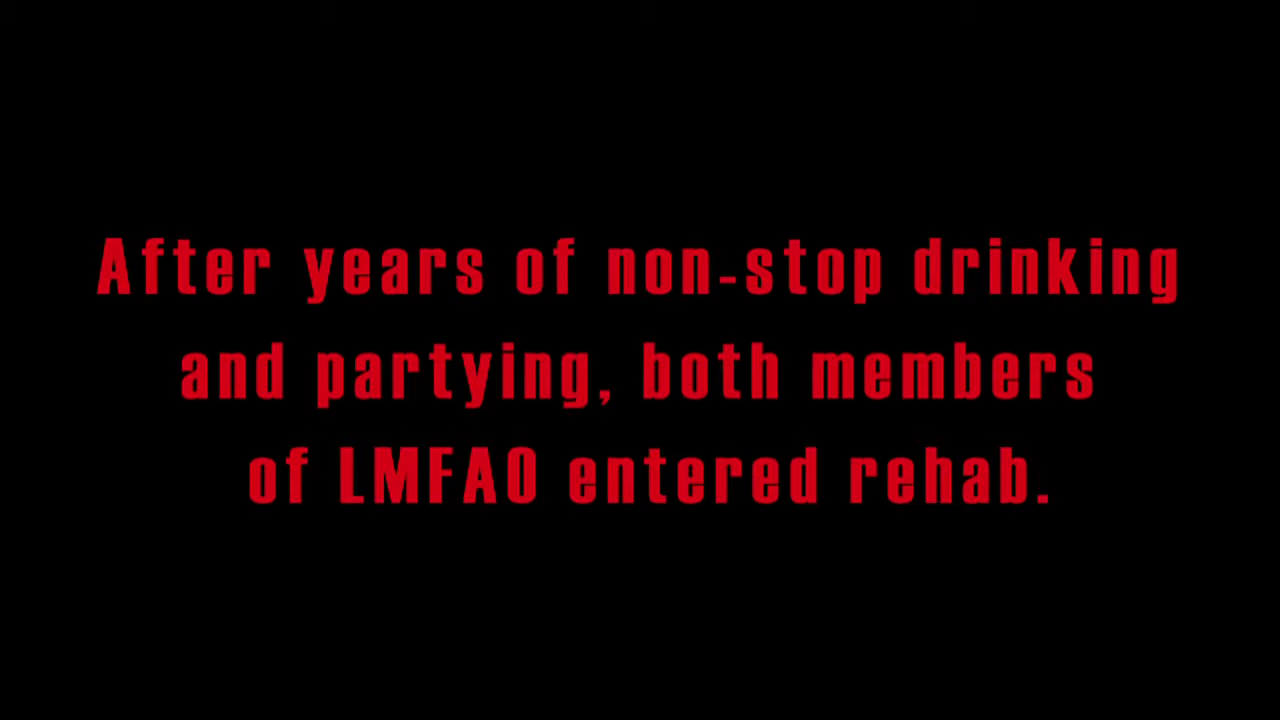 After years of non-stop drinking
and partying, both members
of LMFAO entered rehab.